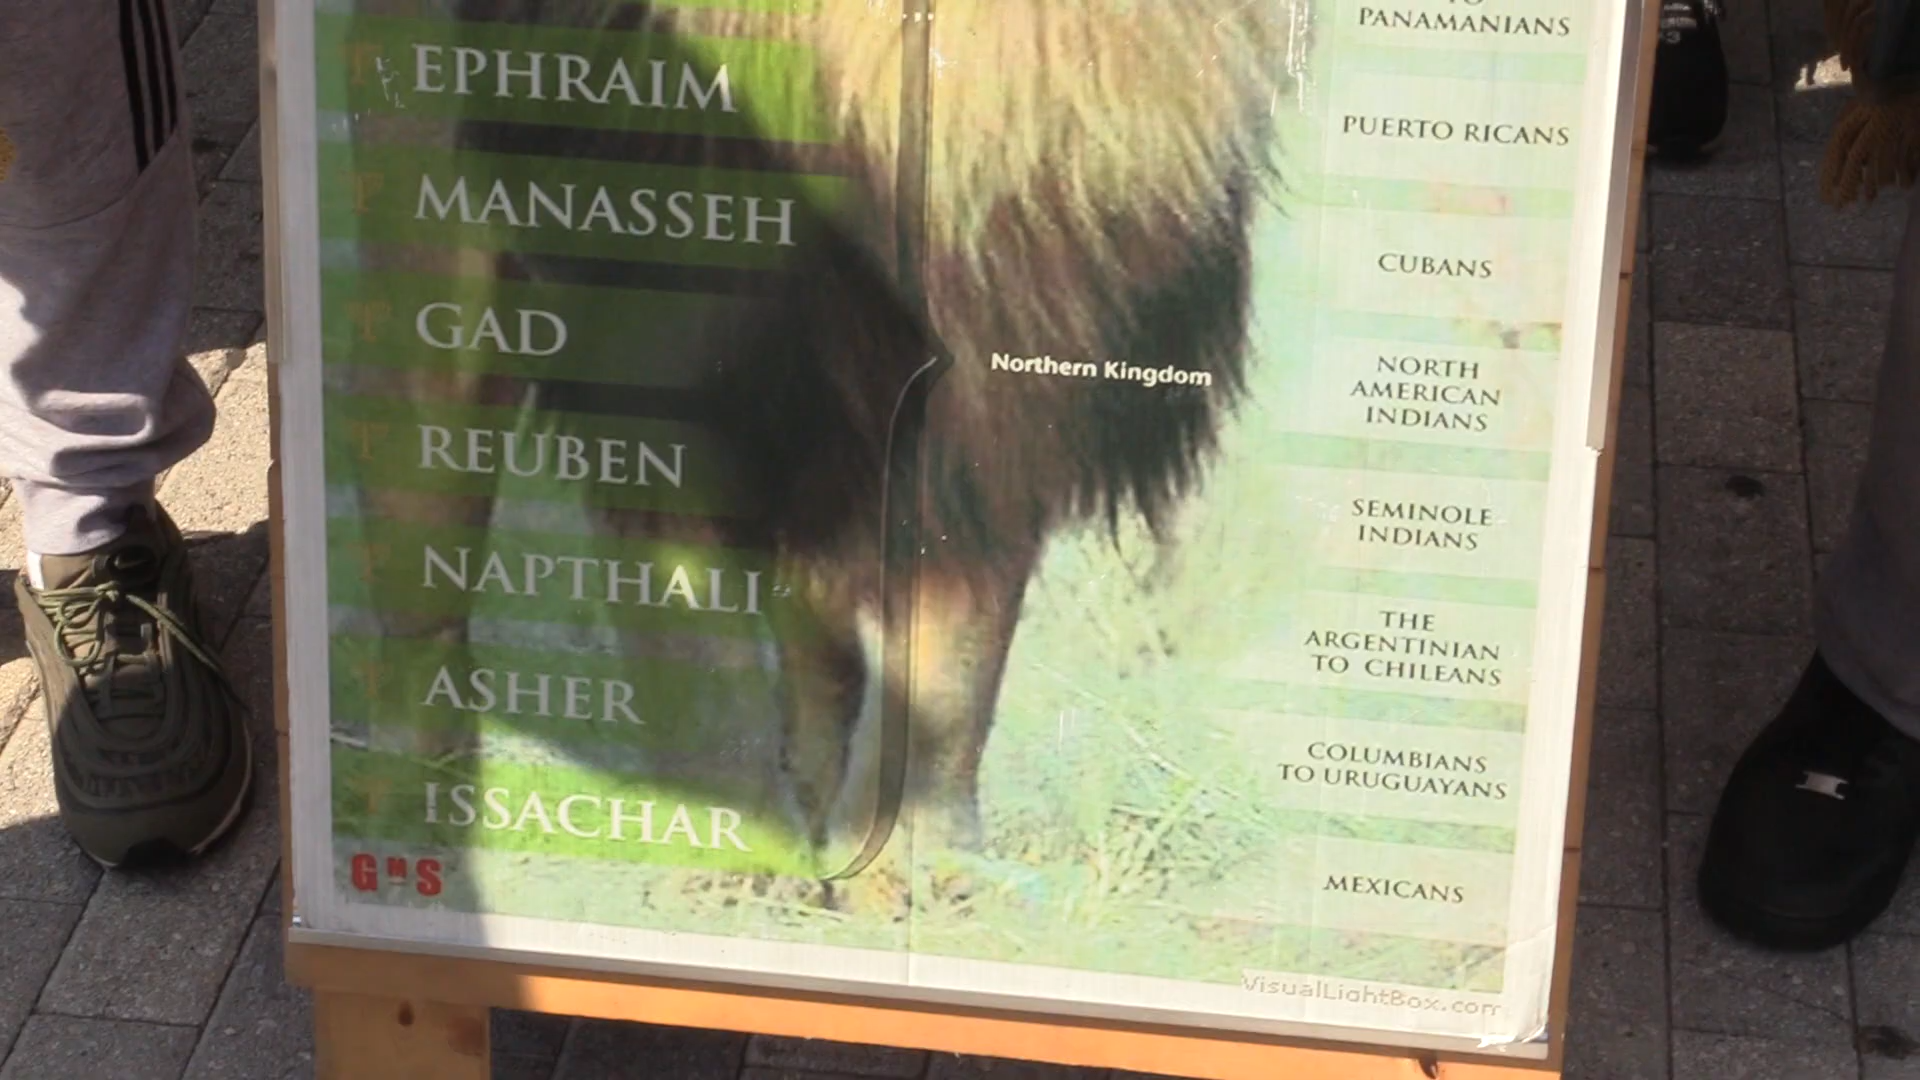 PANAMANIANS
EPHRAIM
PUERTO RICANS
MANASSEH
CUBANS
GAD
Northern Kingdom
NORTH
AMERICAN
INDIANS
REUBEN
SEMINOLE
INDIANS
NAPTHALI
THE
ARGENTINIAN
TO CHILEANS
ASHER
COLUMBIANS
TO URUGUAYANS
ISSACHAR
MEXICANS
GMS
VisualLightBox.com